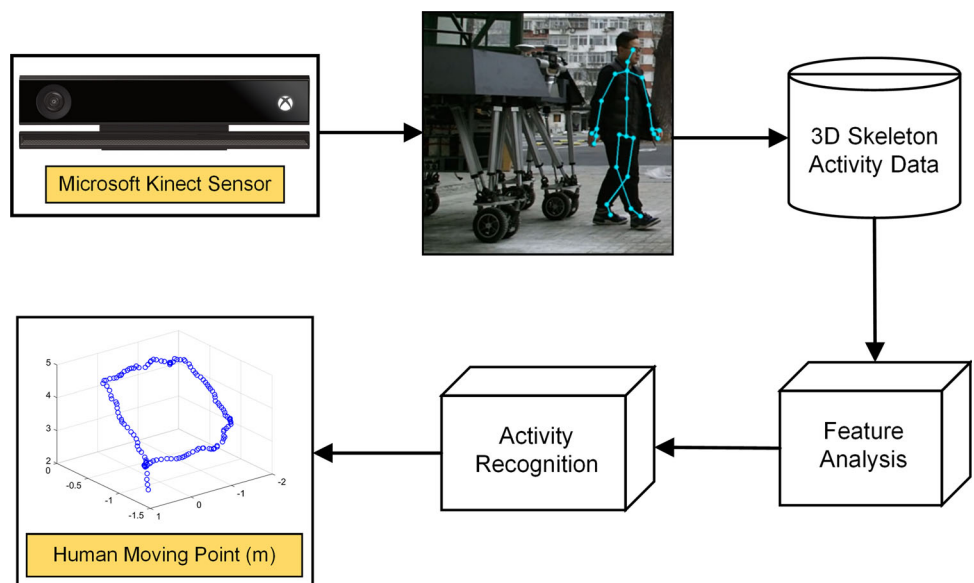 Microsoft Kinect Sensor
3D Skeleton
Activity Data
Feature
Analysis
Activity
Recognition
5
4
3
2
0
-0.5
-1
-1.5
1
0
-1
-2
Human Moving Point (m)